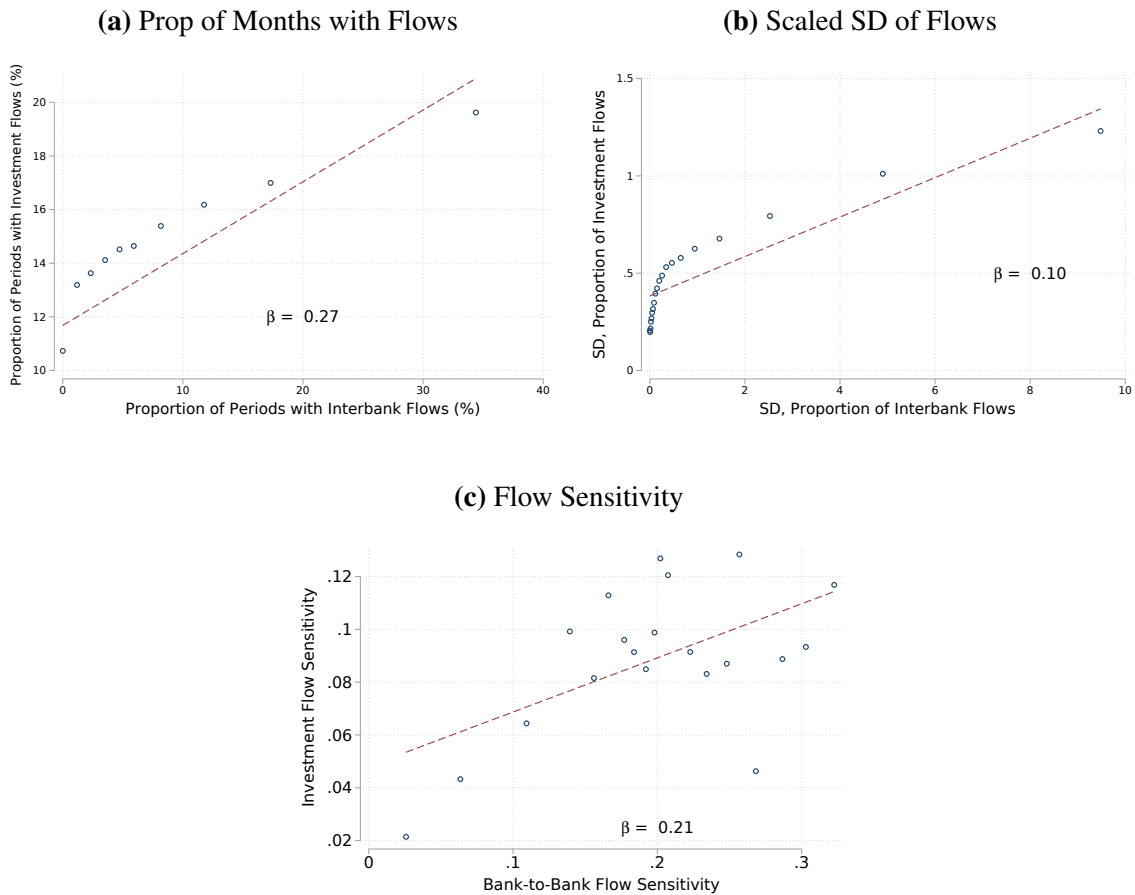 (a) Prop of Months with Flows
Proportion of Periods with Investment Flows (%)
20
18
16
14
12
10
β = 0.27
0 10 20 30 40
Proportion of Periods with Interbank Flows (%)
(b) Scaled SD of Flows
SD, Proportion of Investment Flows
1.5
1
.5
0
β = 0.10
0 2 4 6 8 10
SD, Proportion of Interbank Flows
(c) Flow Sensitivity
Investment Flow Sensitivity
.12
.1
.08
.06
.04
.02
β = 0.21
0 .1 .2 .3
Bank-to-Bank Flow Sensitivity